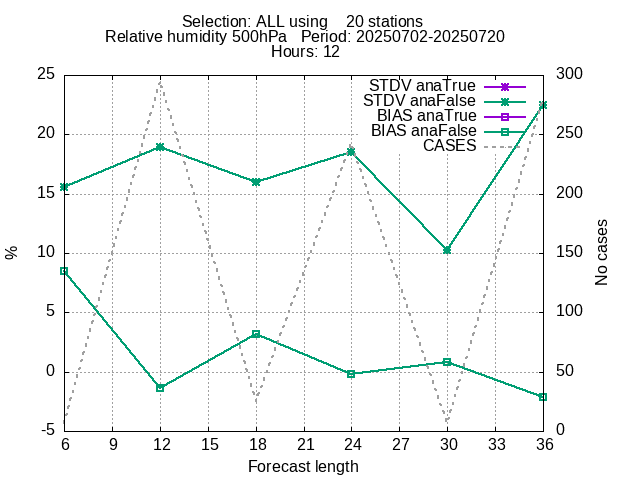 Selection: ALL using    20 stations
Relative humidity 500hPa   Period: 20250702-20250720
Hours: 12
STDV anaTrue
STDV anaFalse
BIAS anaTrue
BIAS anaFalse
CASES
25
20
15
10
5
0
-5
%
300
250
200
150
100
50
0
No cases
6 9 12 15 18 21 24 27 30 33 36
Forecast length